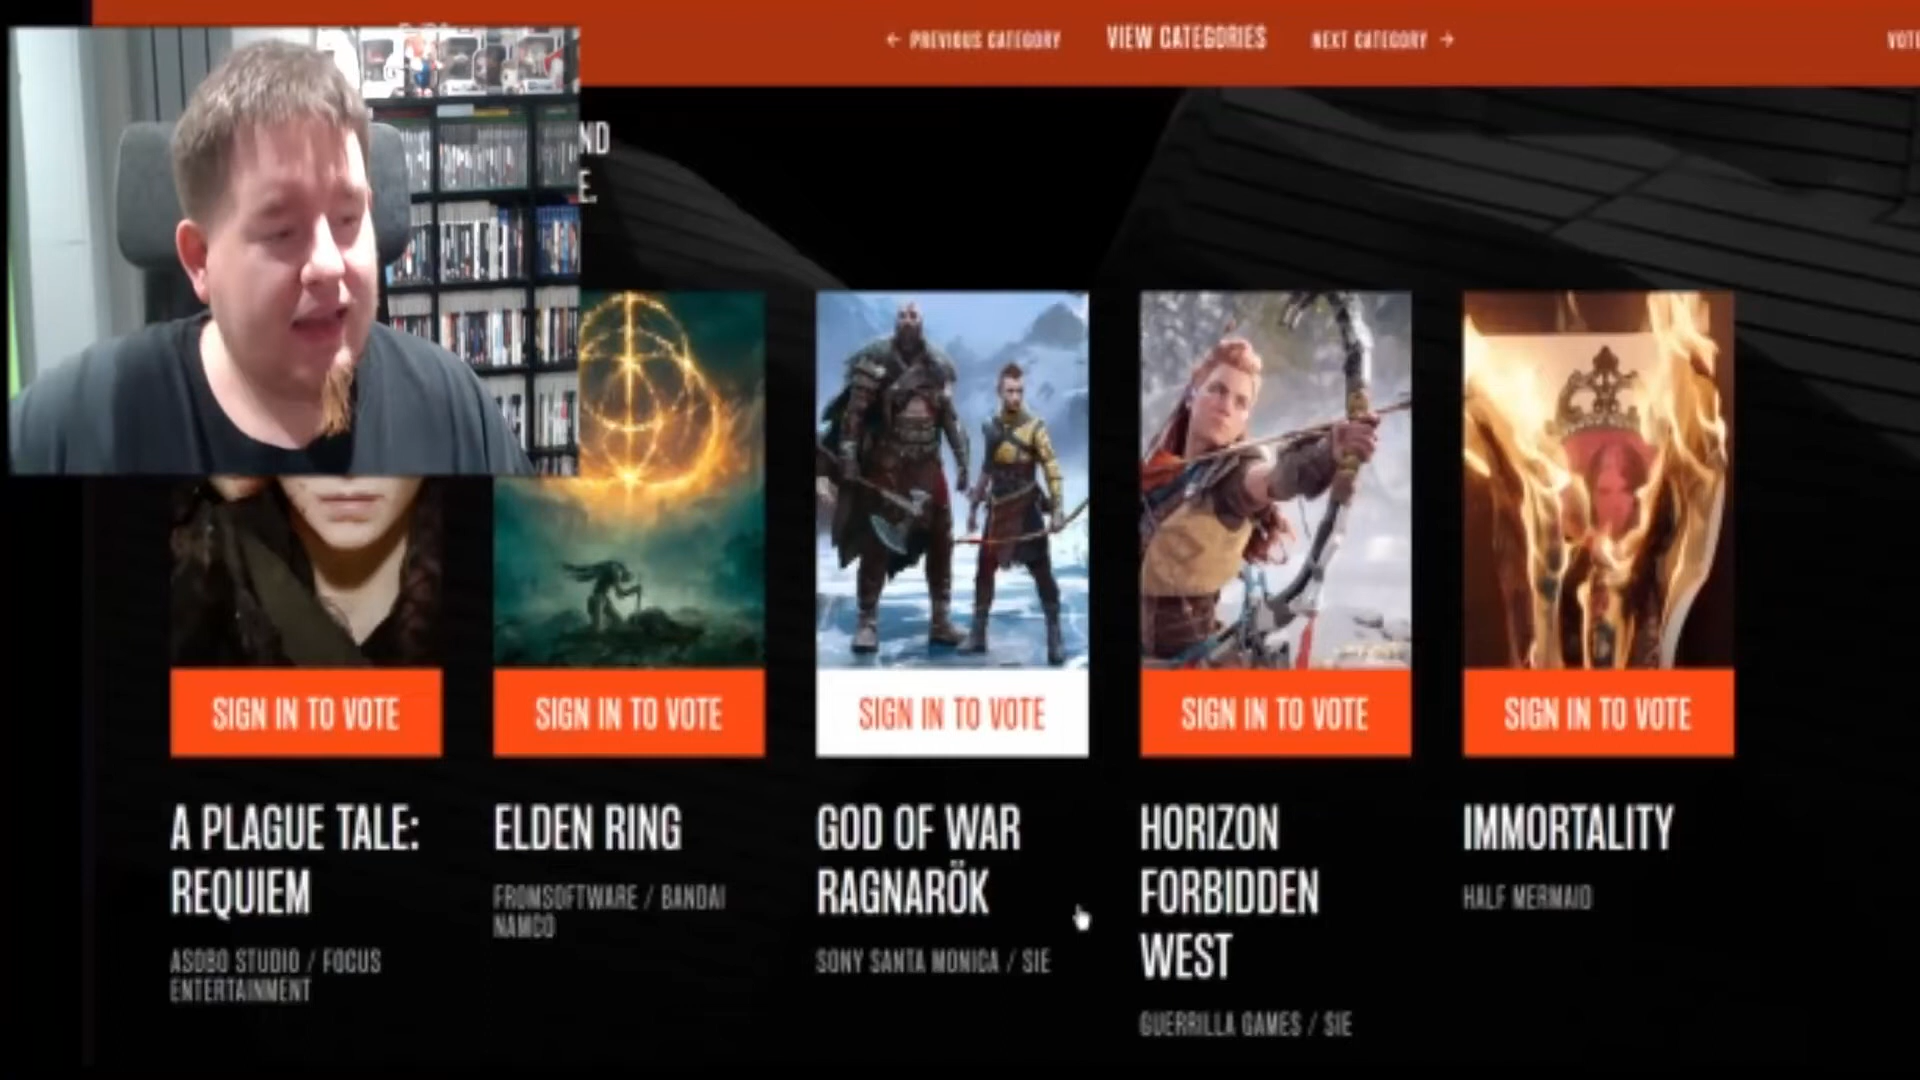 ← PREVIOUS CATEGORY
VIEW CATEGORIES
NEXT CATEGORY →
VOTE
ND
E.
SIGN IN TO VOTE
SIGN IN TO VOTE
SIGN IN TO VOTE
SIGN IN TO VOTE
SIGN IN TO VOTE
A PLAGUE TALE:
REQUIEM
ASOBO STUDIO / FOCUS
ENTERTAINMENT
ELDEN RING
FROMSOFTWARE / BANDAI
NAMCO
GOD OF WAR
RAGNARÖK
SONY SANTA MONICA / SIE
HORIZON
FORBIDDEN
WEST
GUERRILLA GAMES / SIE
IMMORTALITY
HALF MERMAID